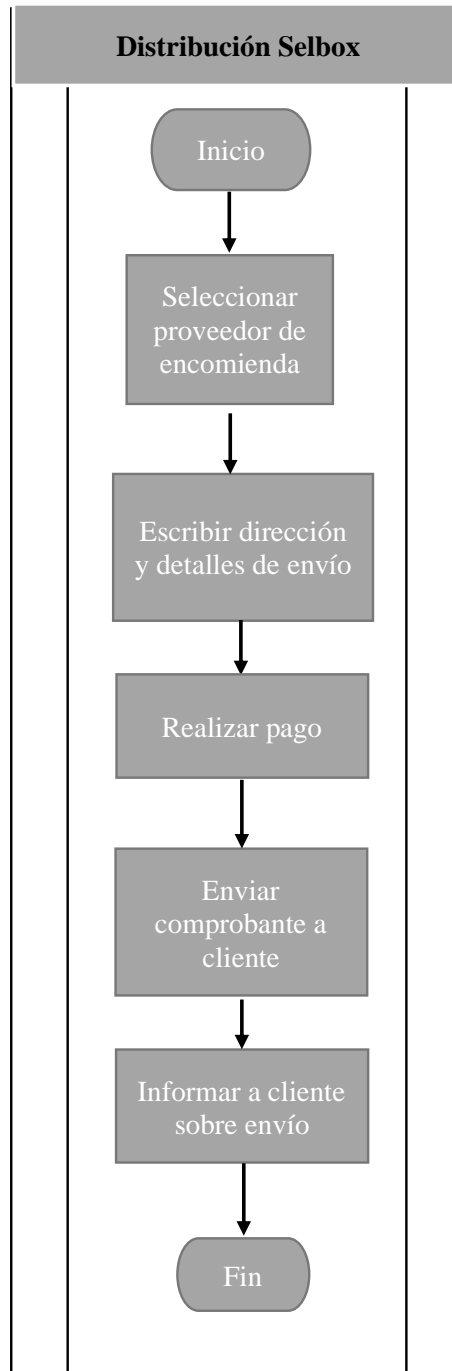 Distribución Selbox
Inicio
Seleccionar
proveedor de
encomienda
Escribir dirección
y detalles de envío
Realizar pago
Enviar
comprobante a
cliente
Informar a cliente
sobre envío
Fin